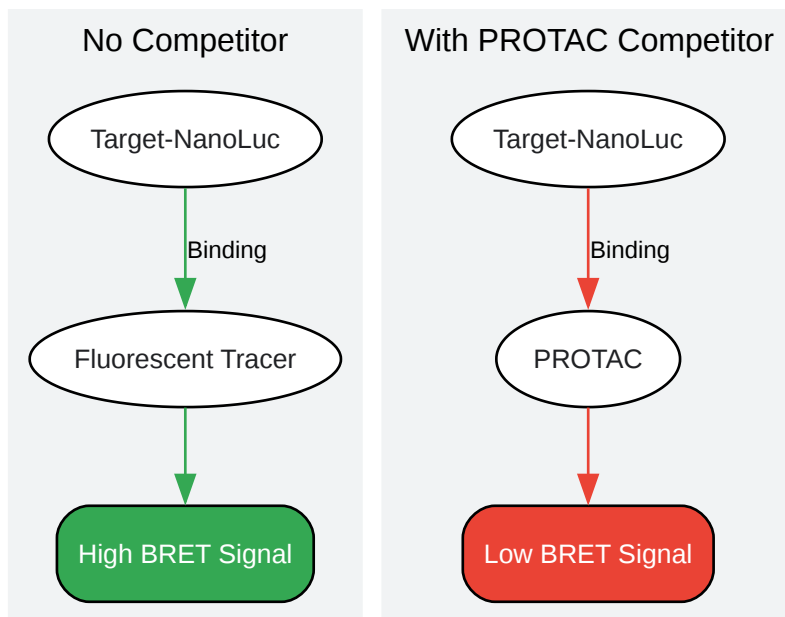 No Competitor
Target-NanoLuc
Binding
Fluorescent Tracer
High BRET Signal
With PROTAC Competitor
Target-NanoLuc
Binding
PROTAC
Low BRET Signal